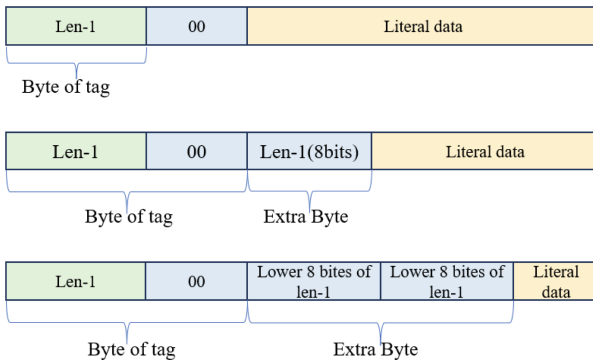 Len-1 00 Literal data
Byte of tag
Len-1 00 Len-1(8bits) Literal data
Byte of tag Extra Byte
Len-1 00 Lower 8 bites of len-1 Lower 8 bites of len-1 Literal data
Byte of tag Extra Byte